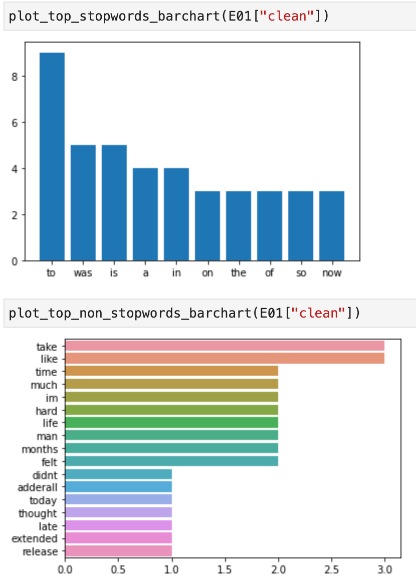 plot_top_stopwords_barchart(E01["clean"])
8
6
4
2
0
to was is a in on the of so now
plot_top_non_stopwords_barchart(E01["clean"])
take
like
time
much
im
hard
life
man
months
felt
didnt
adderall
today
thought
late
extended
release
0.0 0.5 1.0 1.5 2.0 2.5 3.0